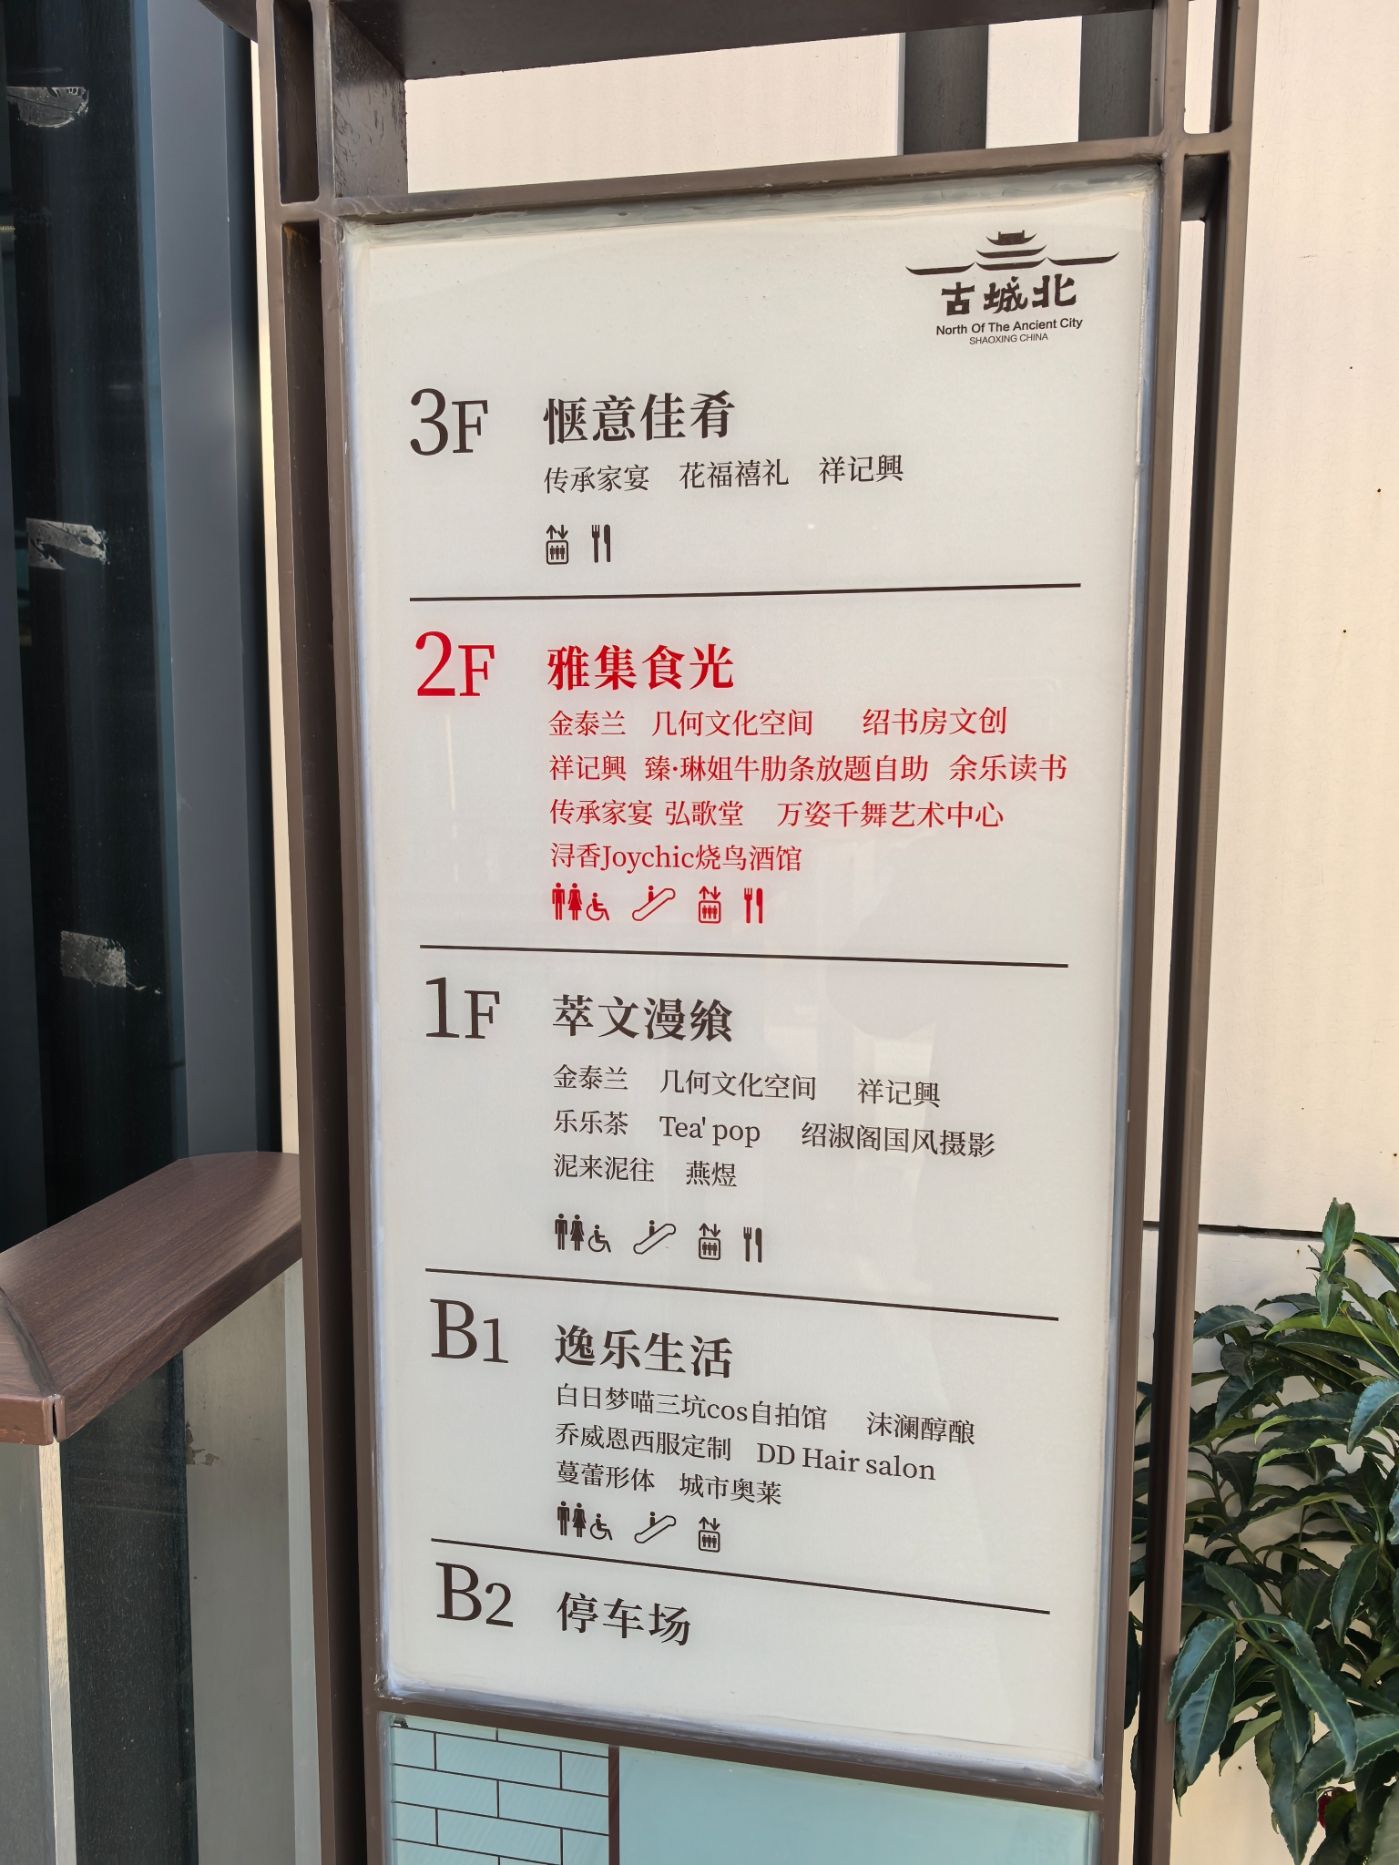 古城北
North Of The Ancient City
SHAOXING CHINA
3F 惬意佳肴
传承家宴 花福禧礼 祥记興
2F 雅集食光
金泰兰 几何文化空间 绍书房文创
祥记興 臻·琳姐牛肋条放题自助 余乐读书
传承家宴 弘歌堂 万姿千舞艺术中心
浔香Joychic烧鸟酒馆
1F 萃文漫飨
金泰兰 几何文化空间 祥记興
乐乐茶 Tea' pop 绍淑阁国风摄影
泥来泥往 燕煜
B1 逸乐生活
白日梦喵三坑cos自拍馆 沫澜醇酿
乔威恩西服定制 DD Hair salon
蔓蕾形体 城市奥莱
B2 停车场